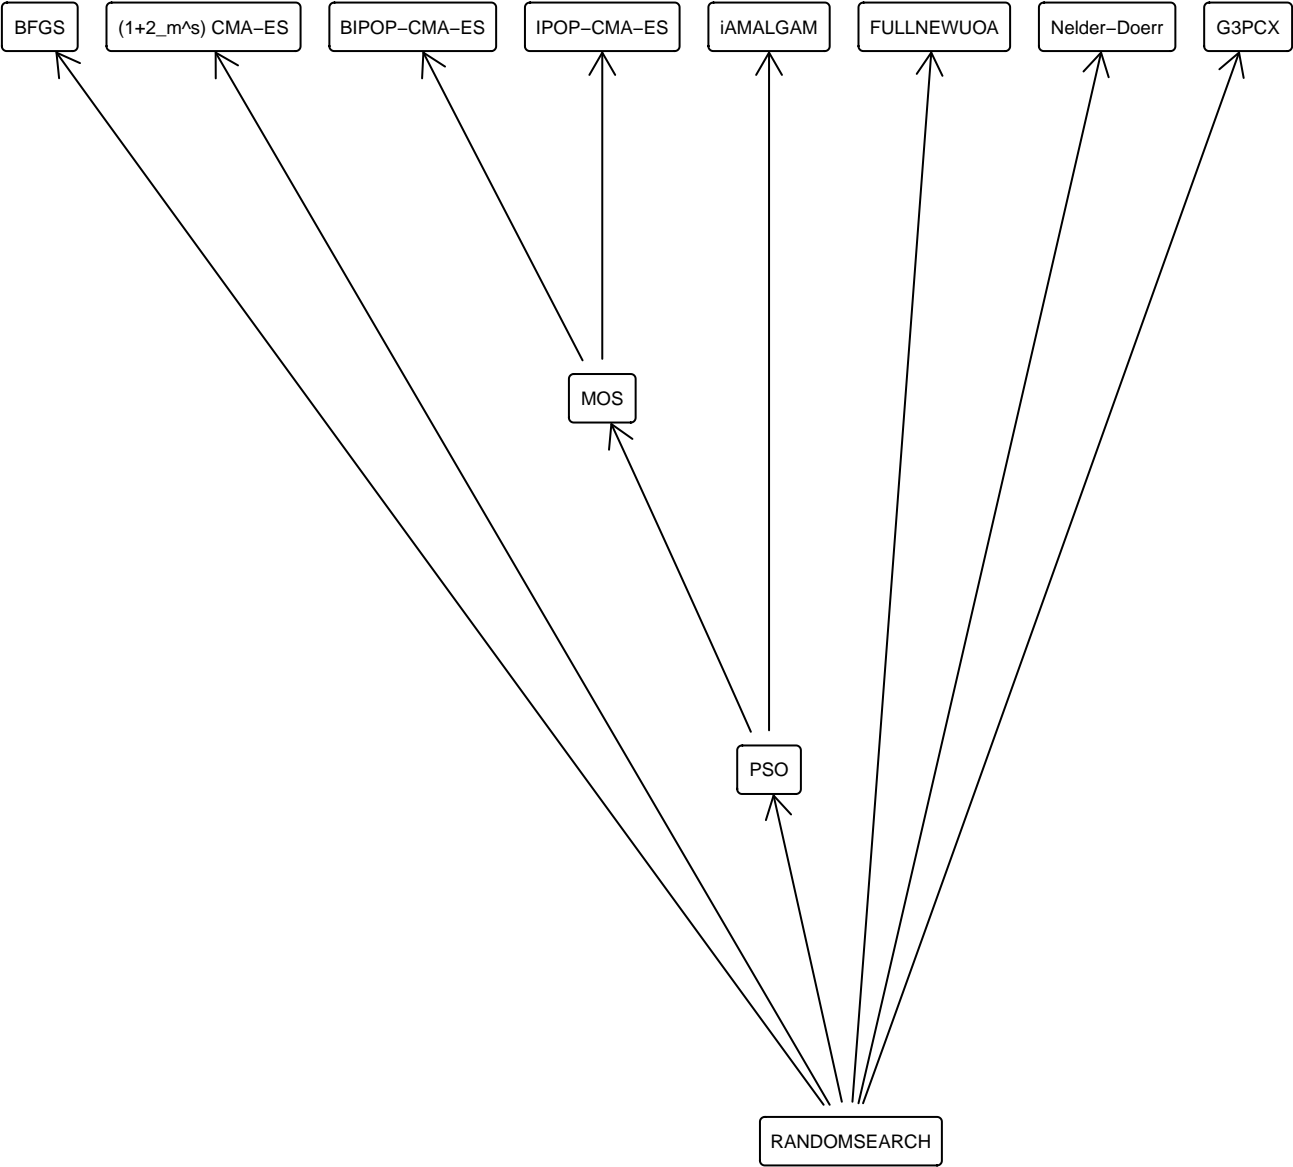 BFGS
(1+2_m^s) CMA−ES
BIPOP−CMA−ES
IPOP−CMA−ES
iAMALGAM
FULLNEWUOA
Nelder−Doerr
G3PCX
MOS
PSO
RANDOMSEARCH